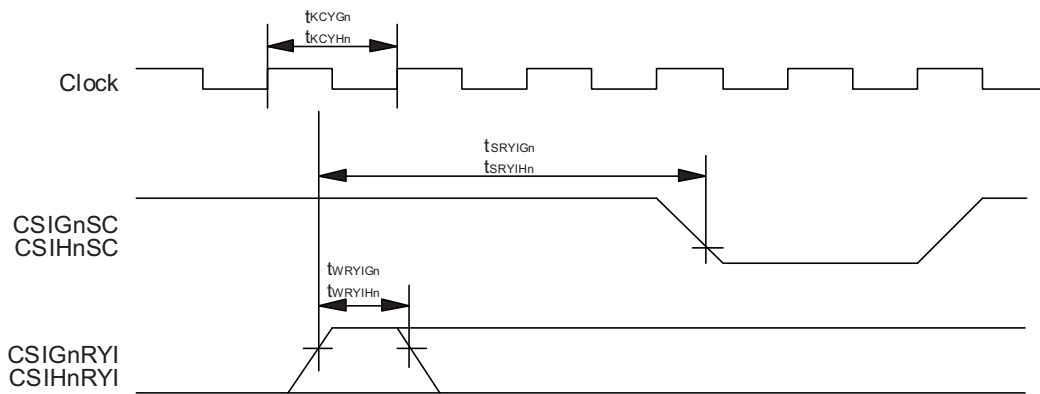 tKCYGn
tKCYHn
Clock
tSRYIGn
tSRYIHn
CSIGnSC
CSIHnSC
tWRYIGn
tWRYIHn
CSIGnRYI
CSIHnRYI